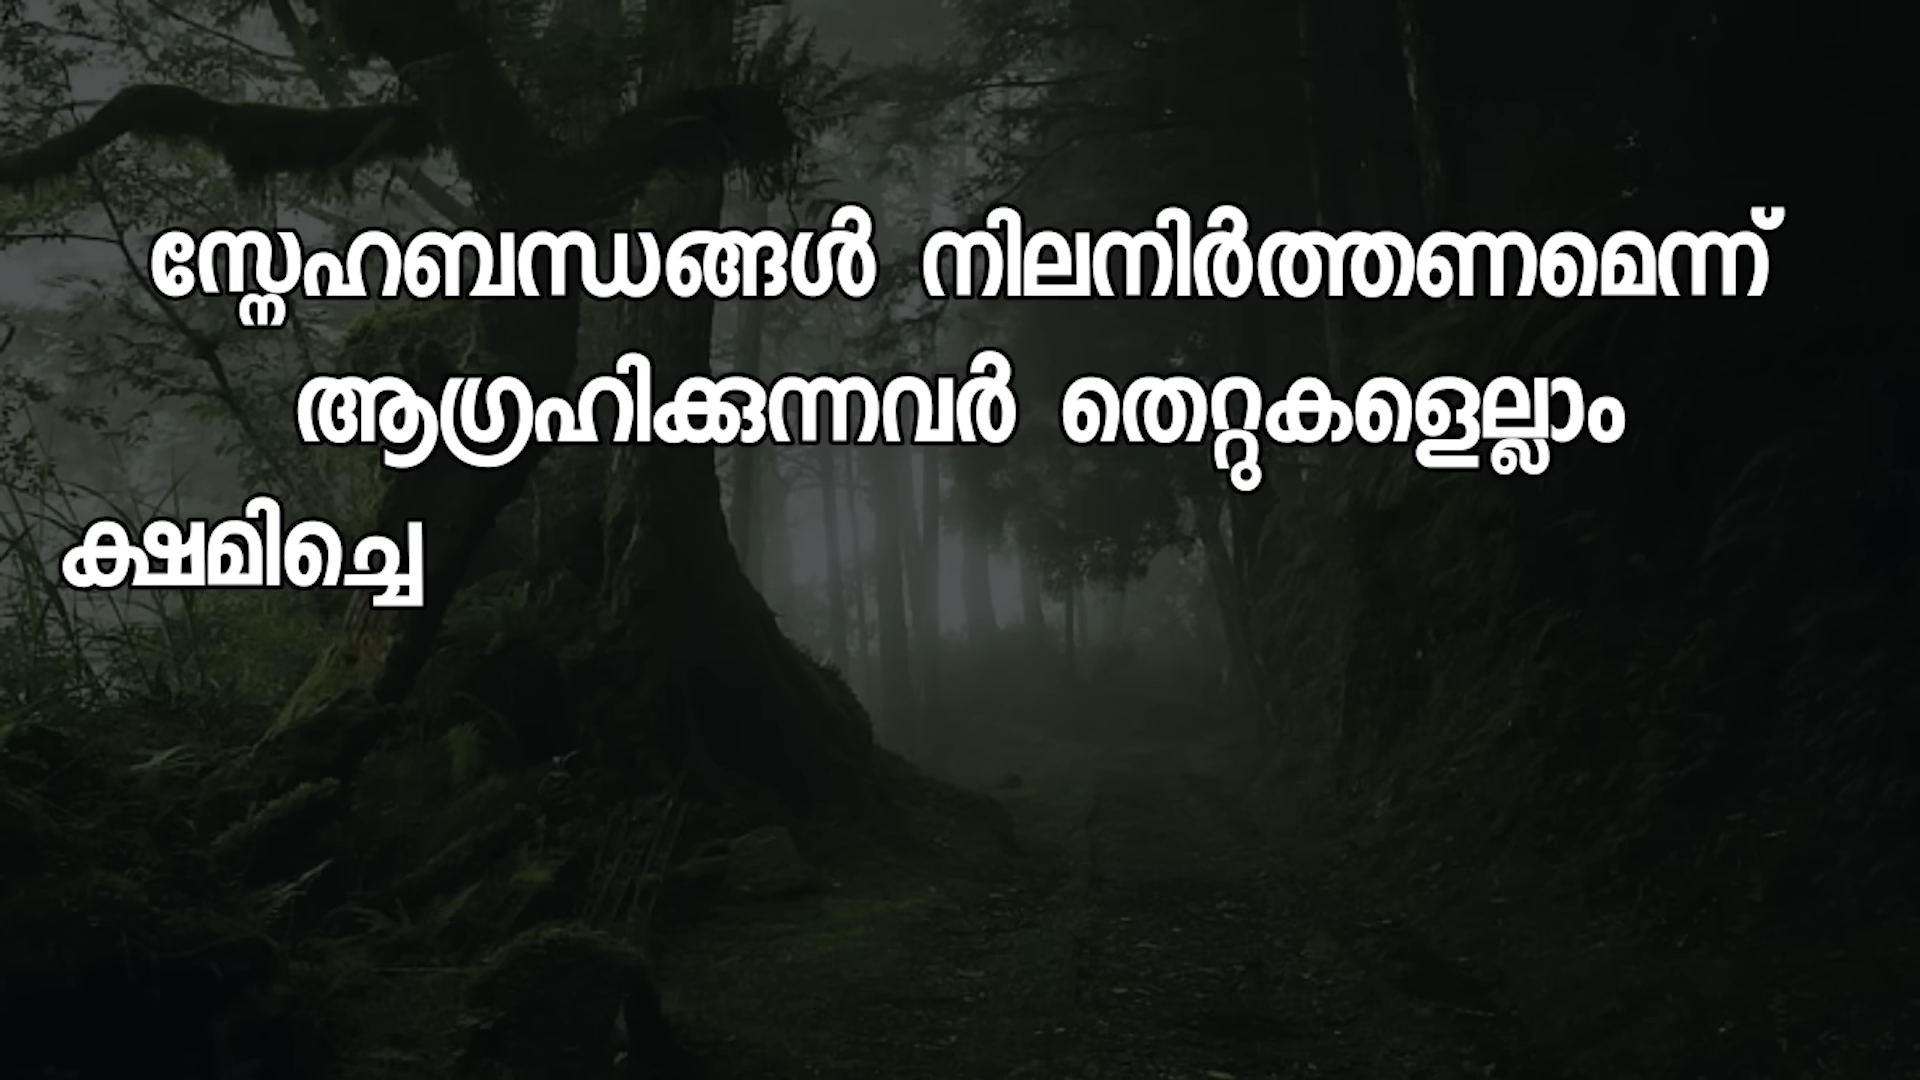 സ്നേഹബന്ധങ്ങൾ നിലനിർത്തണമെന്ന്
ആഗ്രഹിക്കുന്നവർ തെറ്റുകളെല്ലാം
ക്ഷമിച്ചെ